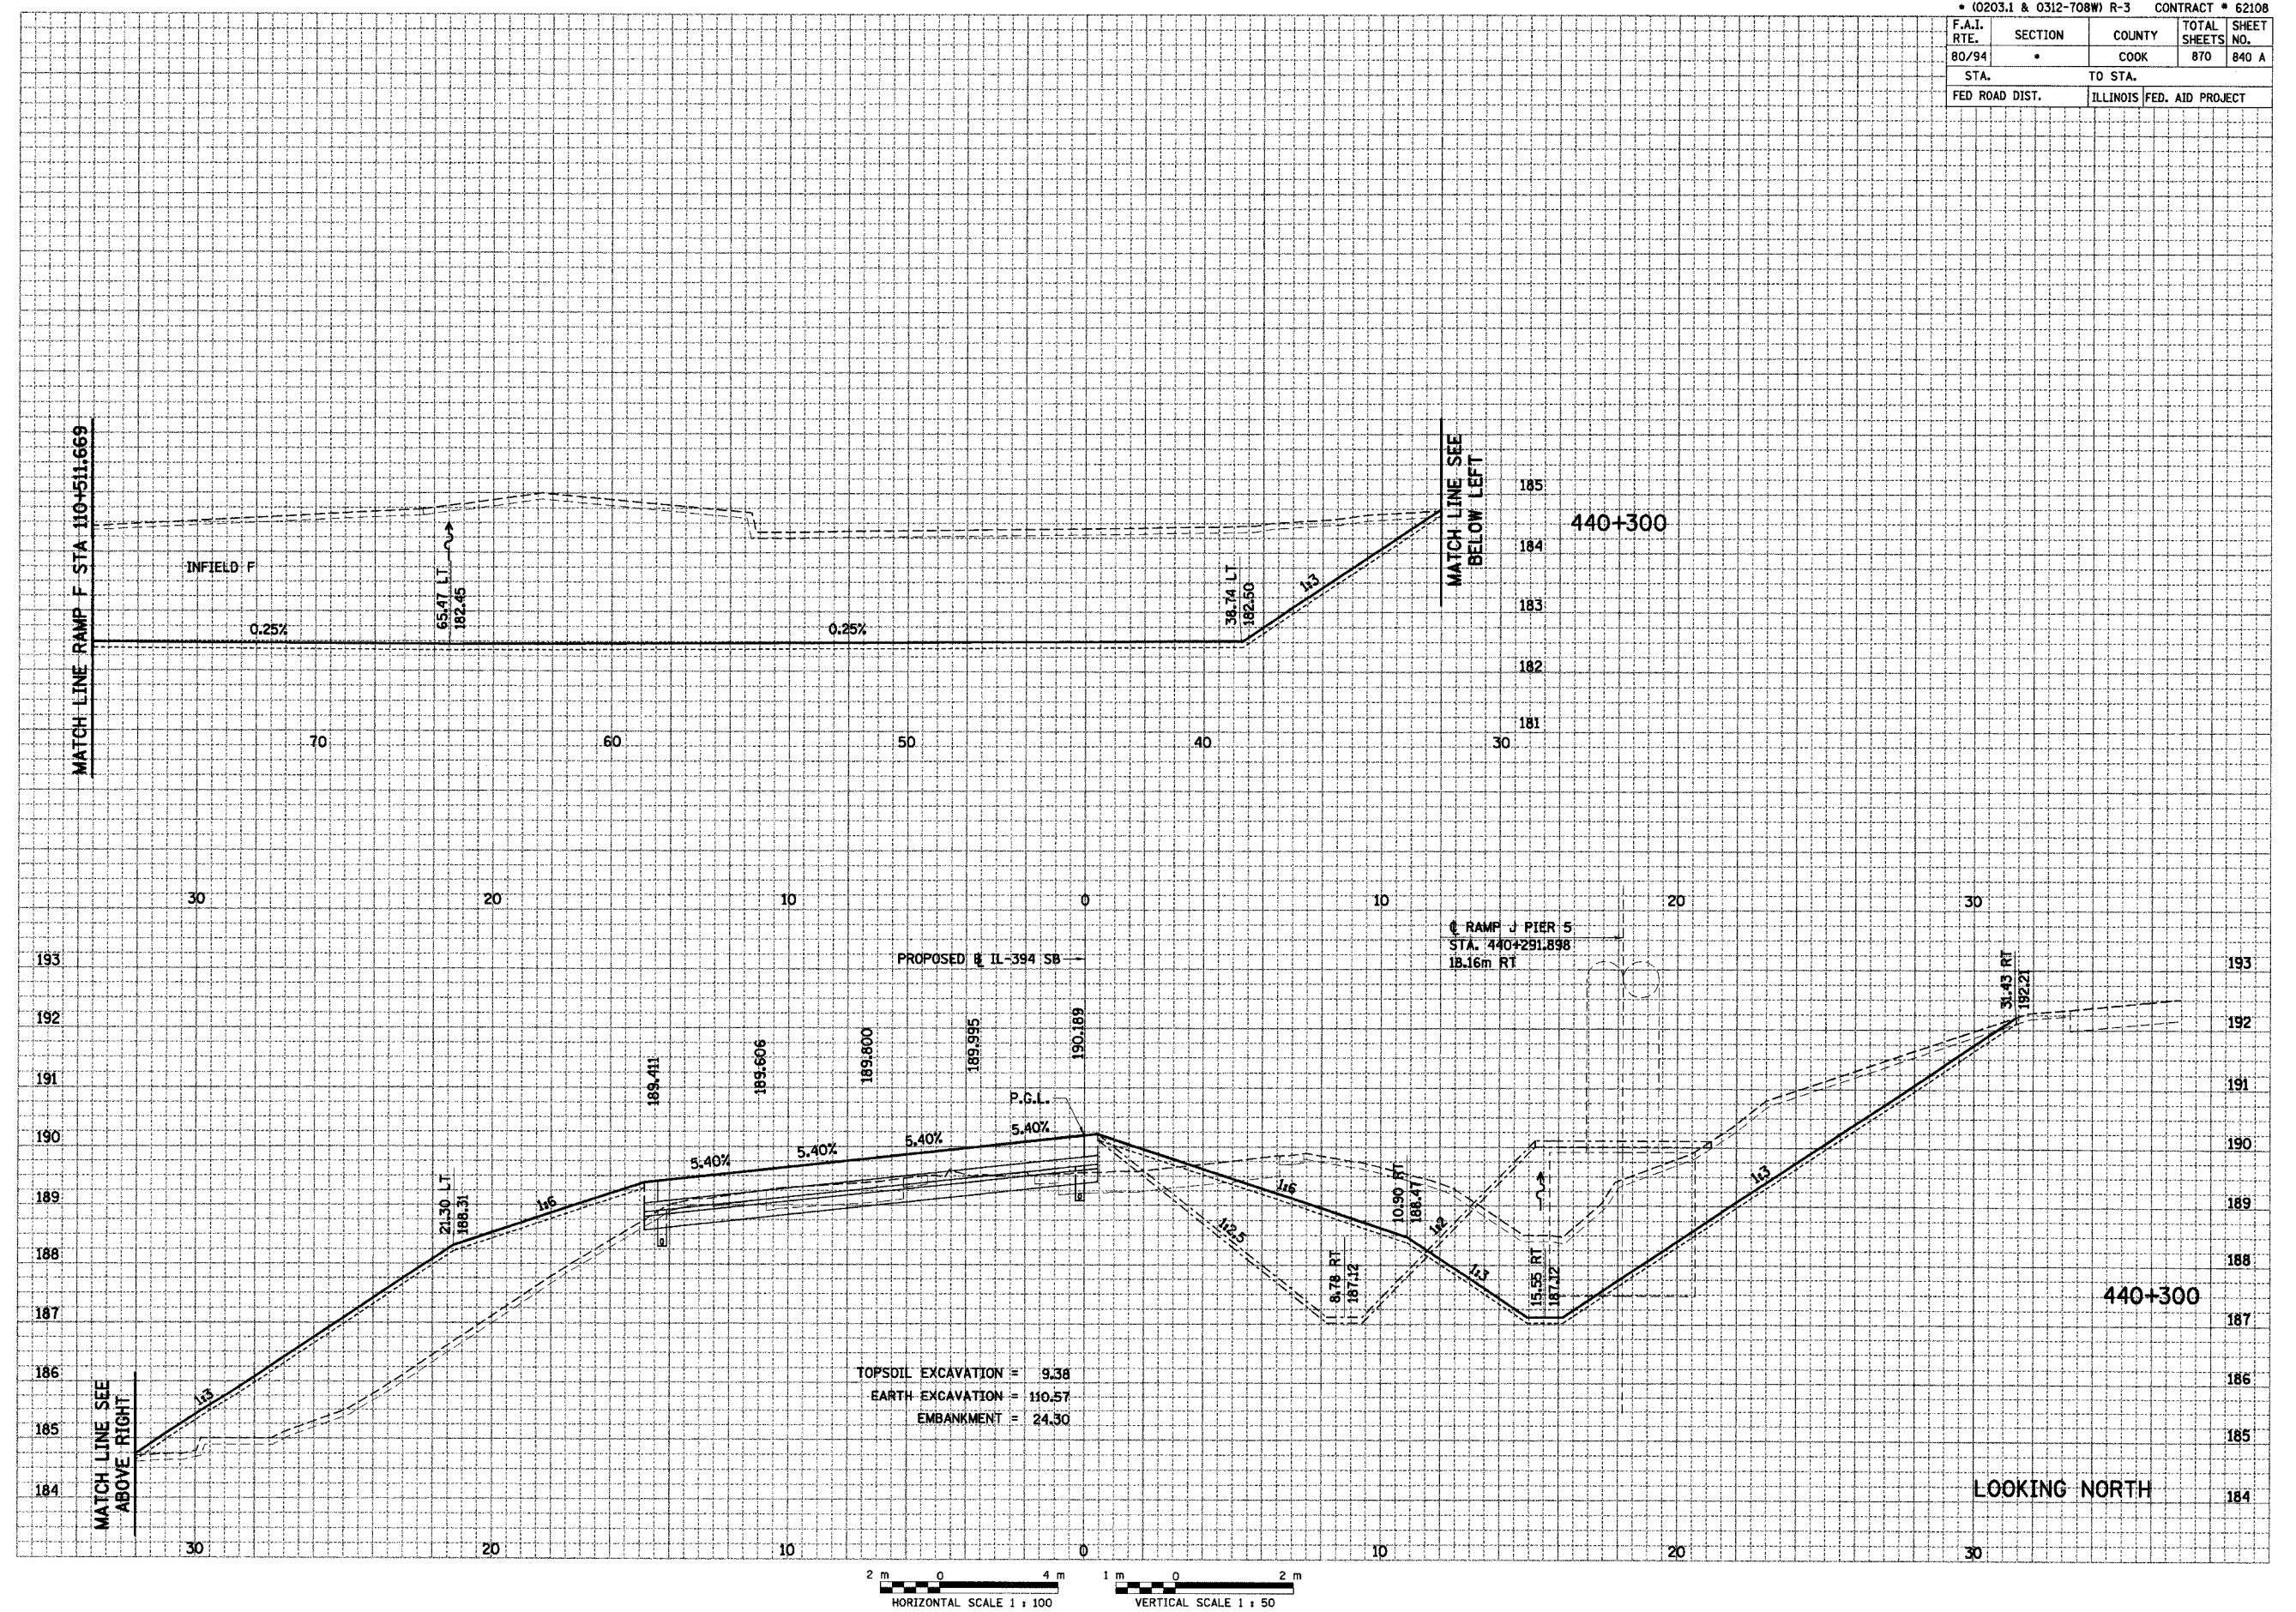 • (0203.1 & 0312-708W) R-3 CONTRACT # 62108
F.A.I. RTE. SECTION COUNTY TOTAL SHEETS SHEET NO.
80/94 • COOK 870 840 A
STA. TO STA.
FED ROAD DIST. ILLINOIS FED. AID PROJECT
MATCH LINE RAMP F STA 110+511.669
INFIELD F
0.25%
65.47 LT
182.45
0.25%
38.74 LT
182.50
1:3
MATCH LINE SEE
BELOW LEFT
185
184
183
182
181
440+300
70 60 50 40 30
30 20 10 0 10 20 30
193
192
191
190
189
188
187
186
185
184
MATCH LINE SEE
ABOVE RIGHT
1:3
21.30 LT
188.31
1:6
189.411
189.606
189.800
189.995
190.189
5.40% 5.40% 5.40% 5.40%
PROPOSED ℄ IL-394 SB
P.G.L.
1:6
1:2.5
8.78 RT
187.12
10.90 RT
188.47
1:2
1:3
15.55 RT
187.12
1:3
℄ RAMP J PIER 5
STA. 440+291.898
18.16m RT
31.43 RT
192.21
193
192
191
190
189
188
187
186
185
184
440+300
TOPSOIL EXCAVATION = 9.38
EARTH EXCAVATION = 110.57
EMBANKMENT = 24.30
LOOKING NORTH
30 20 10 0 10 20 30
2 m 0 4 m
HORIZONTAL SCALE 1 : 100
1 m 0 2 m
VERTICAL SCALE 1 : 50